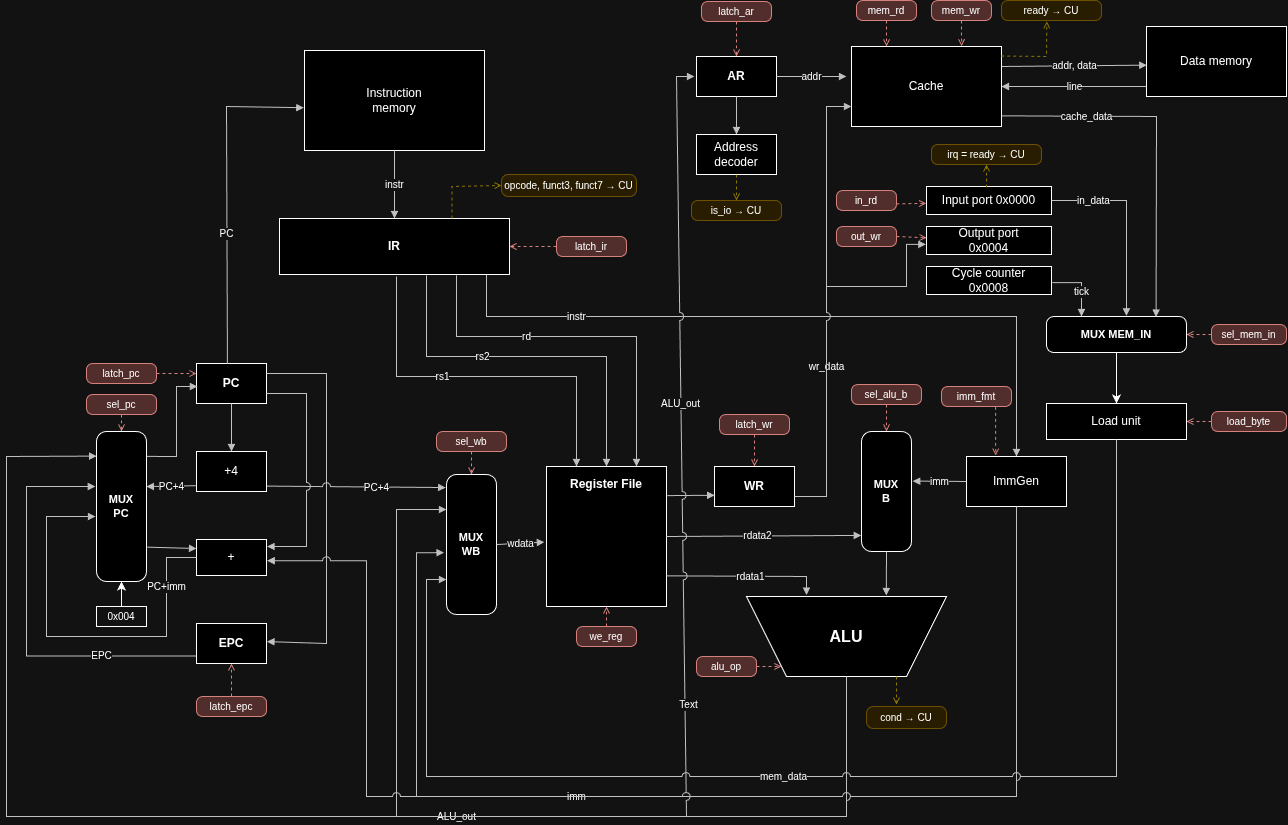 latch_ar
mem_rd
mem_wr
ready → CU
Instruction
memory
AR
addr
Cache
addr, data
line
Data memory
cache_data
Address
decoder
is_io → CU
irq = ready → CU
instr
opcode, funct3, funct7 → CU
in_rd
Input port 0x0000
in_data
out_wr
Output port
0x0004
Cycle counter
0x0008
tick
PC
IR
latch_ir
instr
rd
rs2
rs1
MUX MEM_IN
sel_mem_in
latch_pc
PC
wr_data
sel_pc
ALU_out
sel_alu_b
imm_fmt
Load unit
load_byte
latch_wr
sel_wb
+4
PC+4
PC+4
MUX
PC
Register File
WR
MUX
B
imm
ImmGen
MUX
WB
wdata
rdata2
+
rdata1
PC+imm
0x004
EPC
EPC
we_reg
ALU
alu_op
latch_epc
Text
cond → CU
mem_data
imm
ALU_out